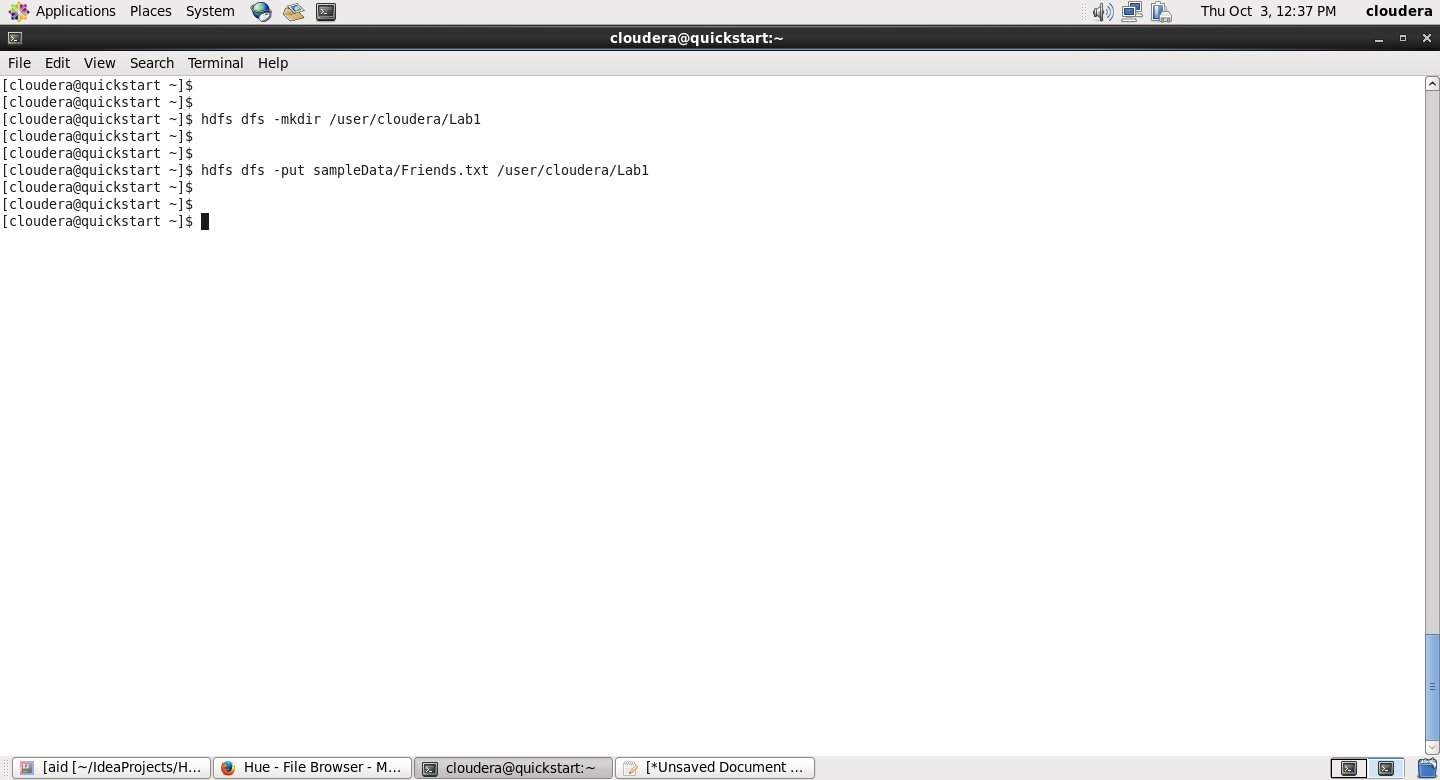 Applications Places System Thu Oct 3, 12:37 PM cloudera
cloudera@quickstart:~
File Edit View Search Terminal Help
[cloudera@quickstart ~]$
[cloudera@quickstart ~]$
[cloudera@quickstart ~]$ hdfs dfs -mkdir /user/cloudera/Lab1
[cloudera@quickstart ~]$
[cloudera@quickstart ~]$
[cloudera@quickstart ~]$ hdfs dfs -put sampleData/Friends.txt /user/cloudera/Lab1
[cloudera@quickstart ~]$
[cloudera@quickstart ~]$
[cloudera@quickstart ~]$
[aid [~/IdeaProjects/H... Hue - File Browser - M... cloudera@quickstart:~ [*Unsaved Document ...